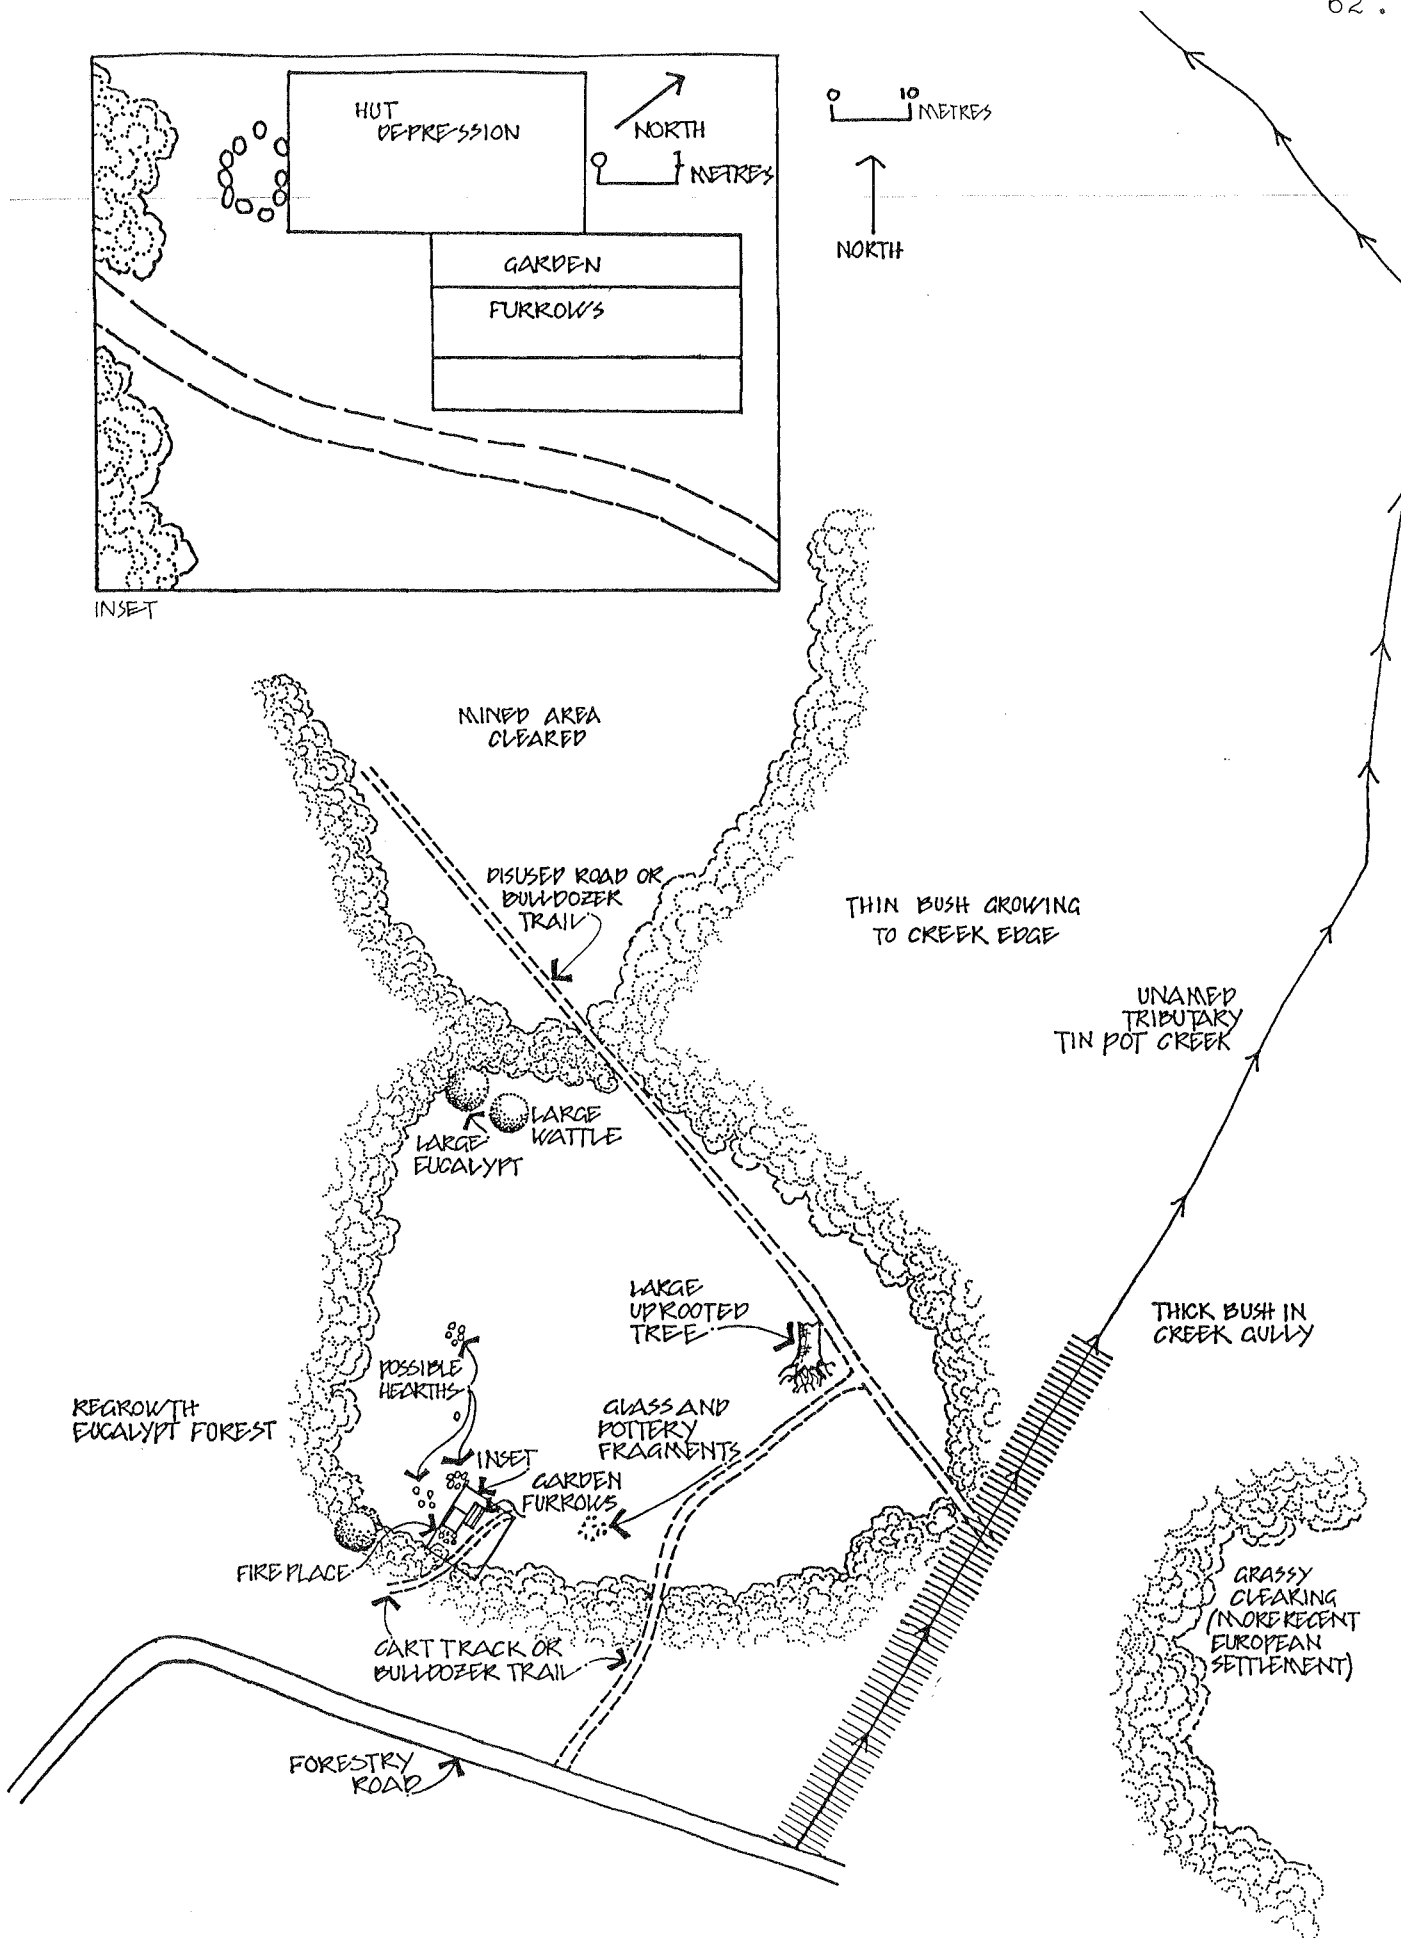 62.
HUT
DEPRESSION
NORTH
0 1 METRES
GARDEN
FURROWS
INSET
0 10 METRES
NORTH
MINED AREA
CLEARED
DISUSED ROAD OR
BULLDOZER
TRAIL
THIN BUSH GROWING
TO CREEK EDGE
UNAMED
TRIBUTARY
TIN POT CREEK
LARGE
WATTLE
LARGE
EUCALYPT
LARGE
UPROOTED
TREE
THICK BUSH IN
CREEK GULLY
POSSIBLE
HEARTHS
REGROWTH
EUCALYPT FOREST
GLASS AND
POTTERY
FRAGMENTS
INSET
GARDEN
FURROWS
FIRE PLACE
GRASSY
CLEARING
(MORE RECENT
EUROPEAN
SETTLEMENT)
CART TRACK OR
BULLDOZER TRAIL
FORESTRY
ROAD